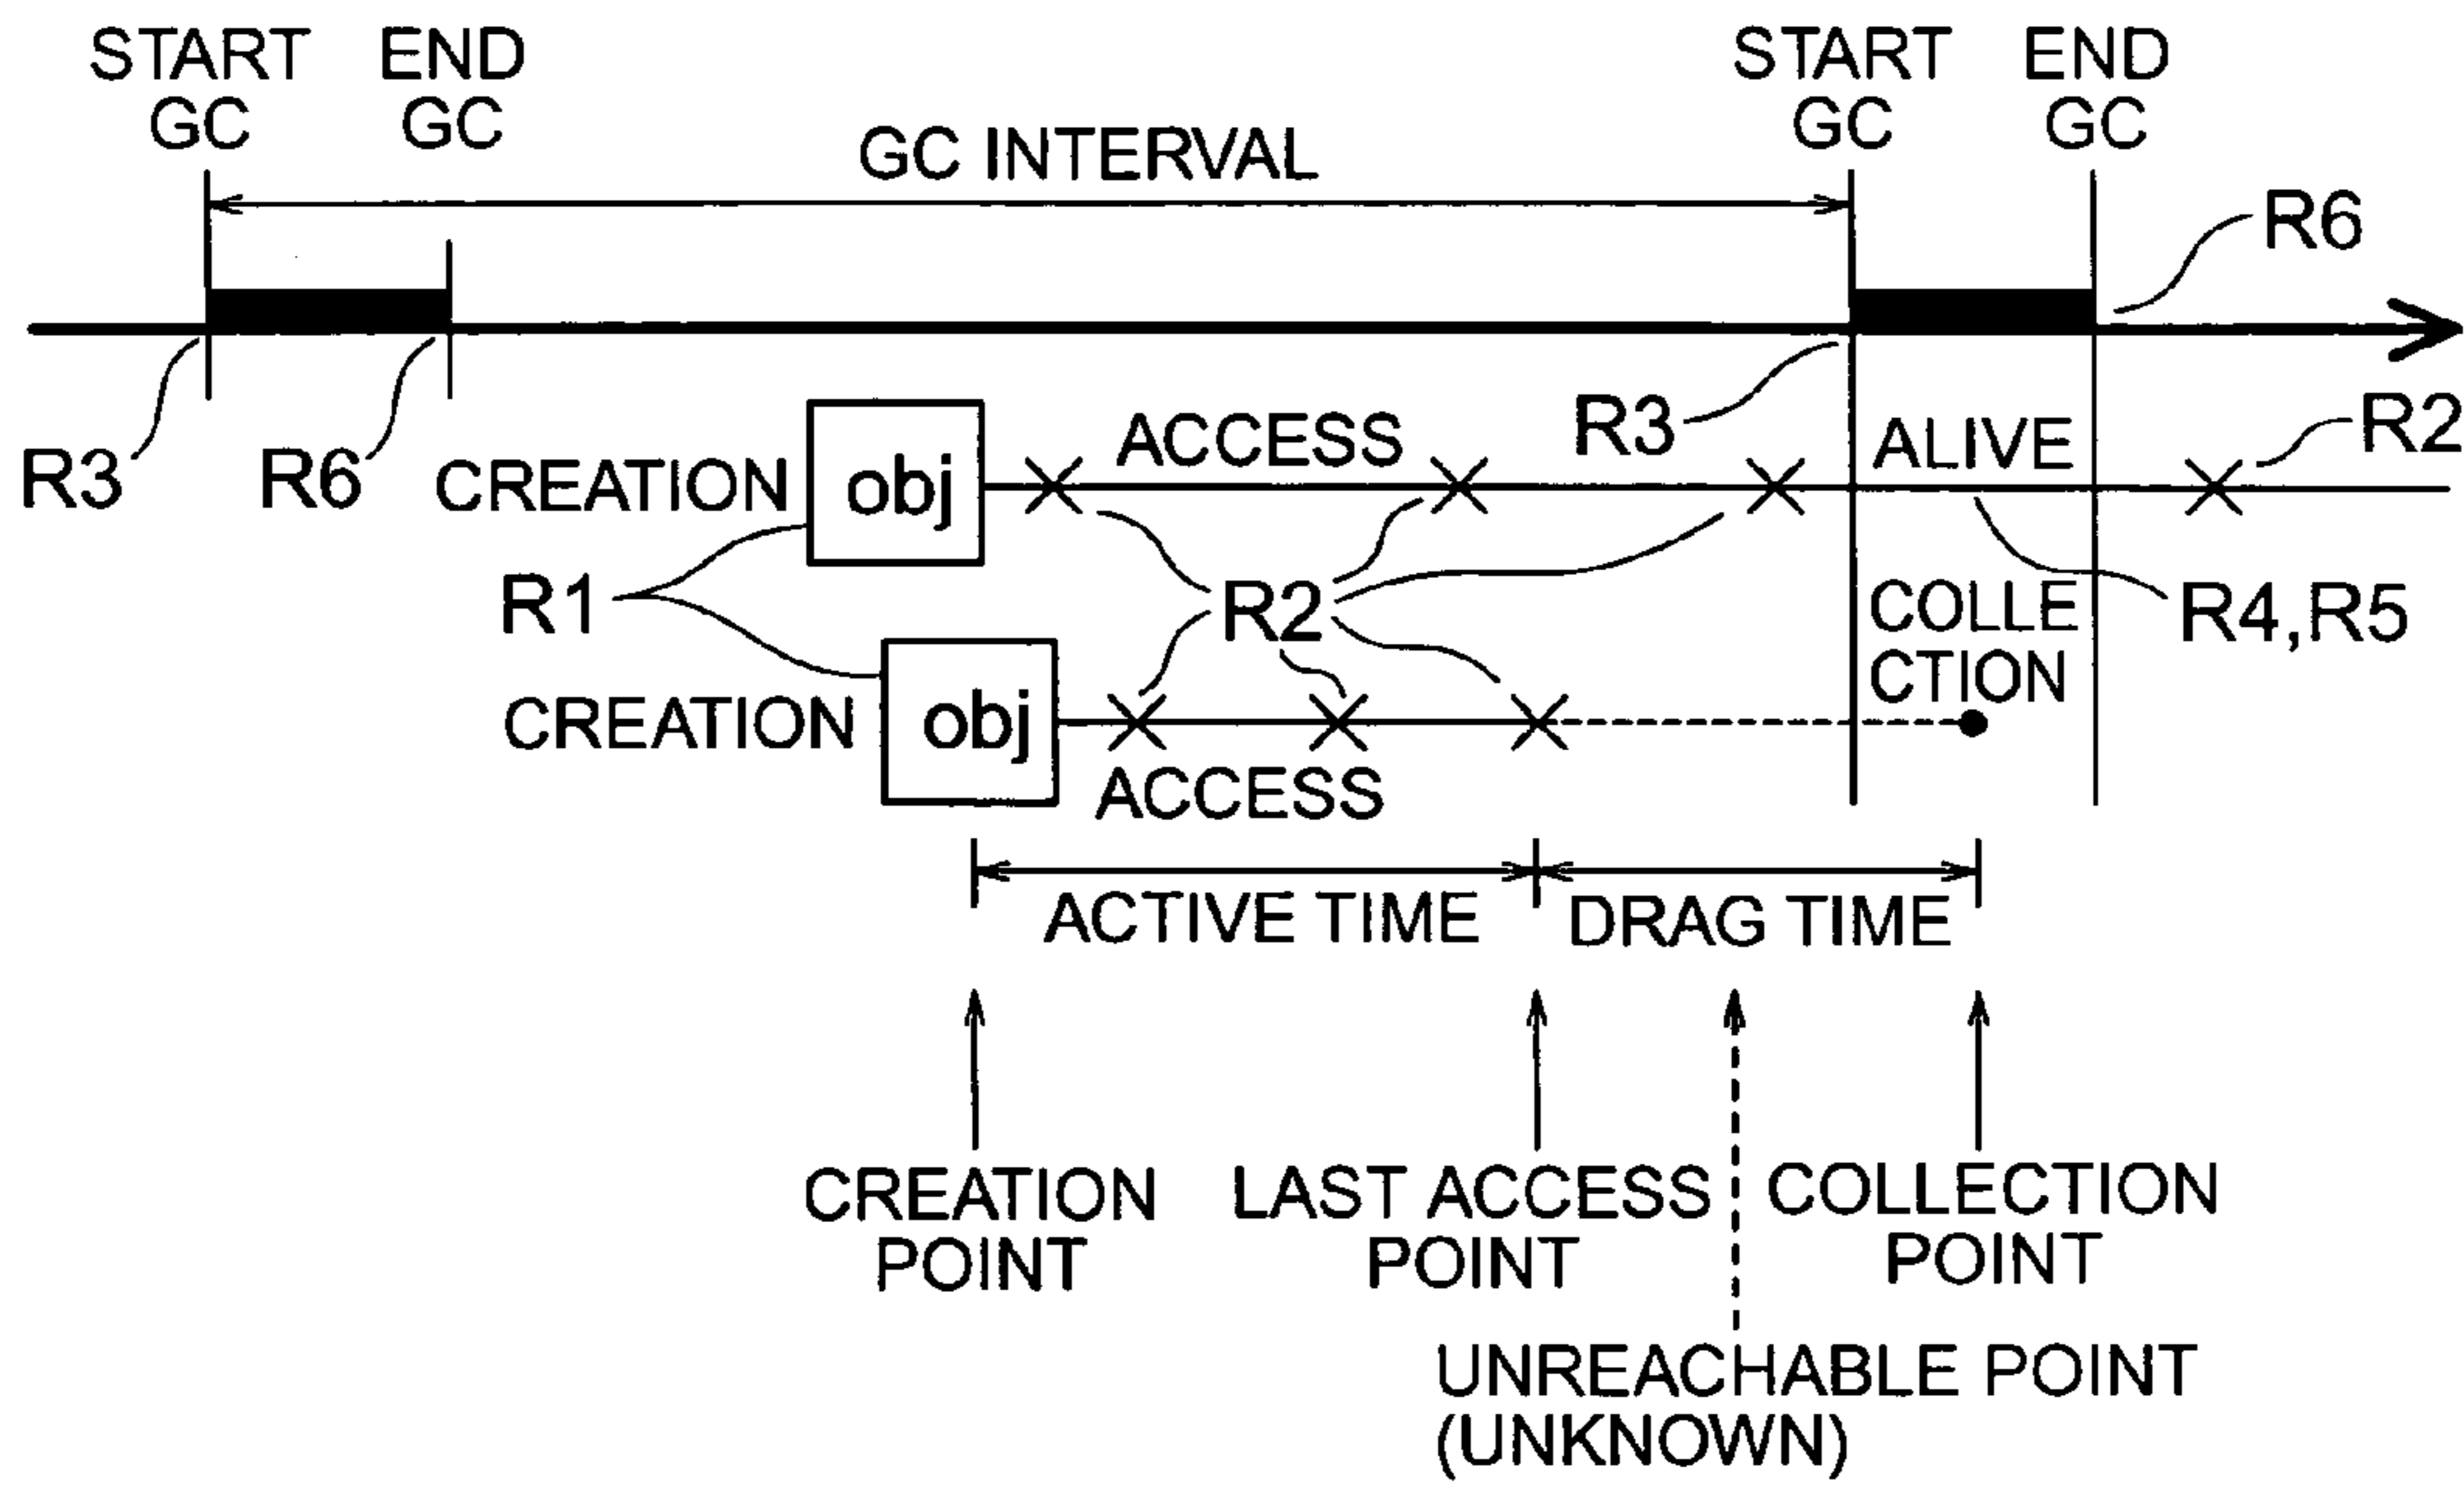 START END START END
GC GC GC GC
GC INTERVAL
R6
R3 R6 R3 R2
CREATION obj ACCESS ALIVE
R1 R2 COLLE R4,R5
CTION
CREATION obj
ACCESS
ACTIVE TIME DRAG TIME
CREATION LAST ACCESS COLLECTION
POINT POINT POINT
UNREACHABLE POINT
(UNKNOWN)